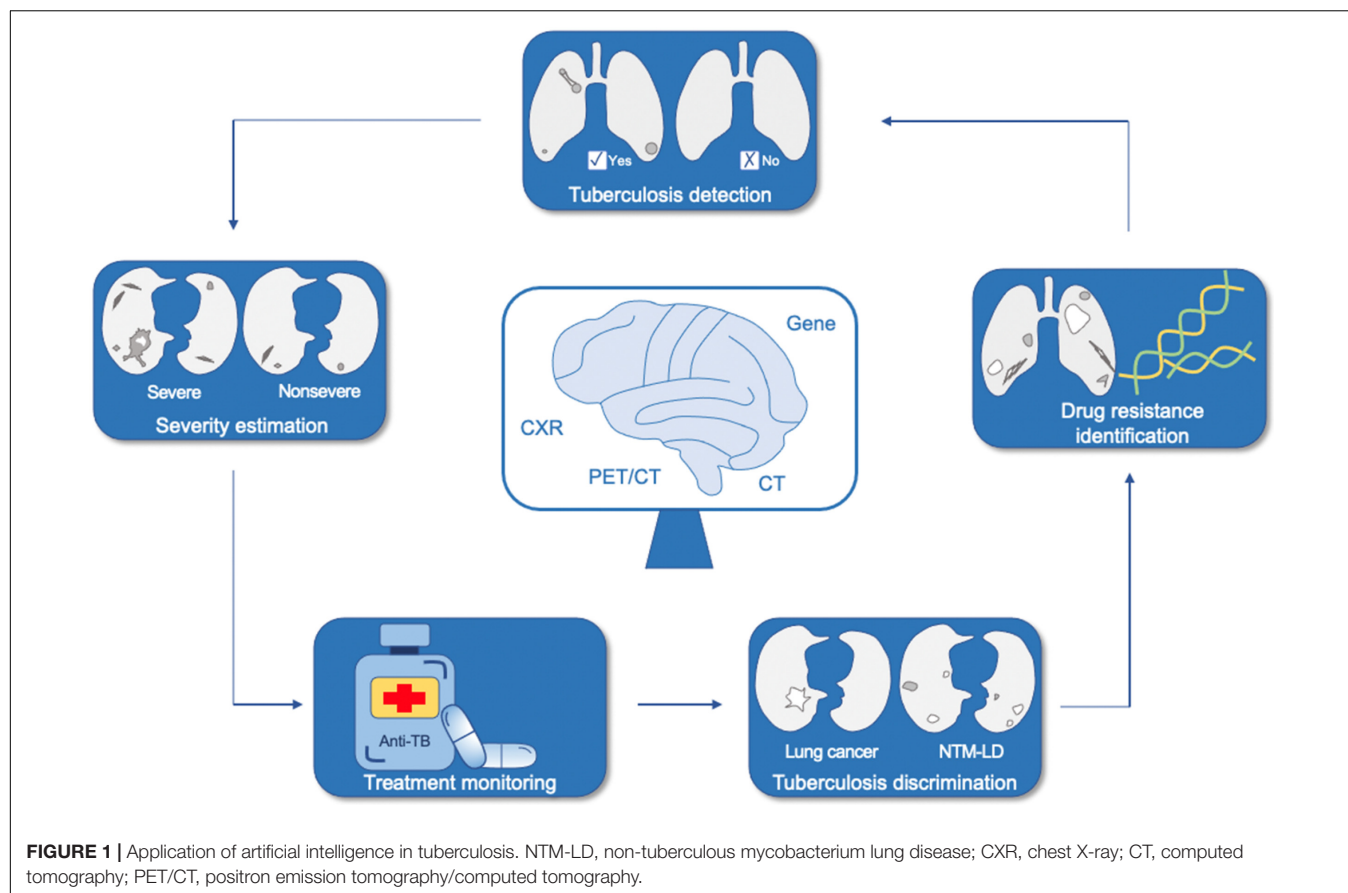 Yes
No
Tuberculosis detection
Severe
Nonsevere
Severity estimation
Gene
CXR
PET/CT
CT
Drug resistance
identification
Anti-TB
Treatment monitoring
Lung cancer
NTM-LD
Tuberculosis discrimination
FIGURE 1 | Application of artificial intelligence in tuberculosis. NTM-LD, non-tuberculous mycobacterium lung disease; CXR, chest X-ray; CT, computed
tomography; PET/CT, positron emission tomography/computed tomography.